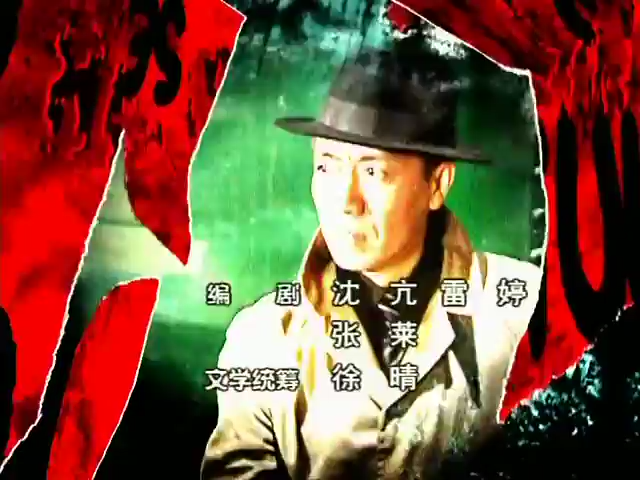 编剧 沈亢 雷婷
张莱
文学统筹 徐晴